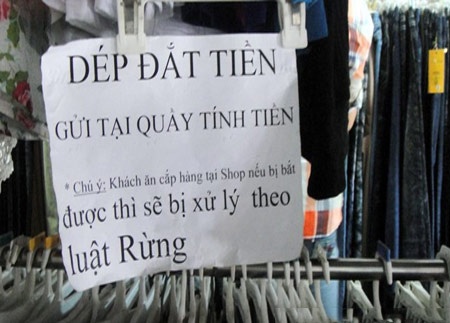 DÉP ĐẮT TIỀN
GỬI TẠI QUẦY TÍNH TIỀN
* Chú ý: Khách ăn cắp hàng tại Shop nếu bị bắt
được thì sẽ bị xử lý theo
luật Rừng